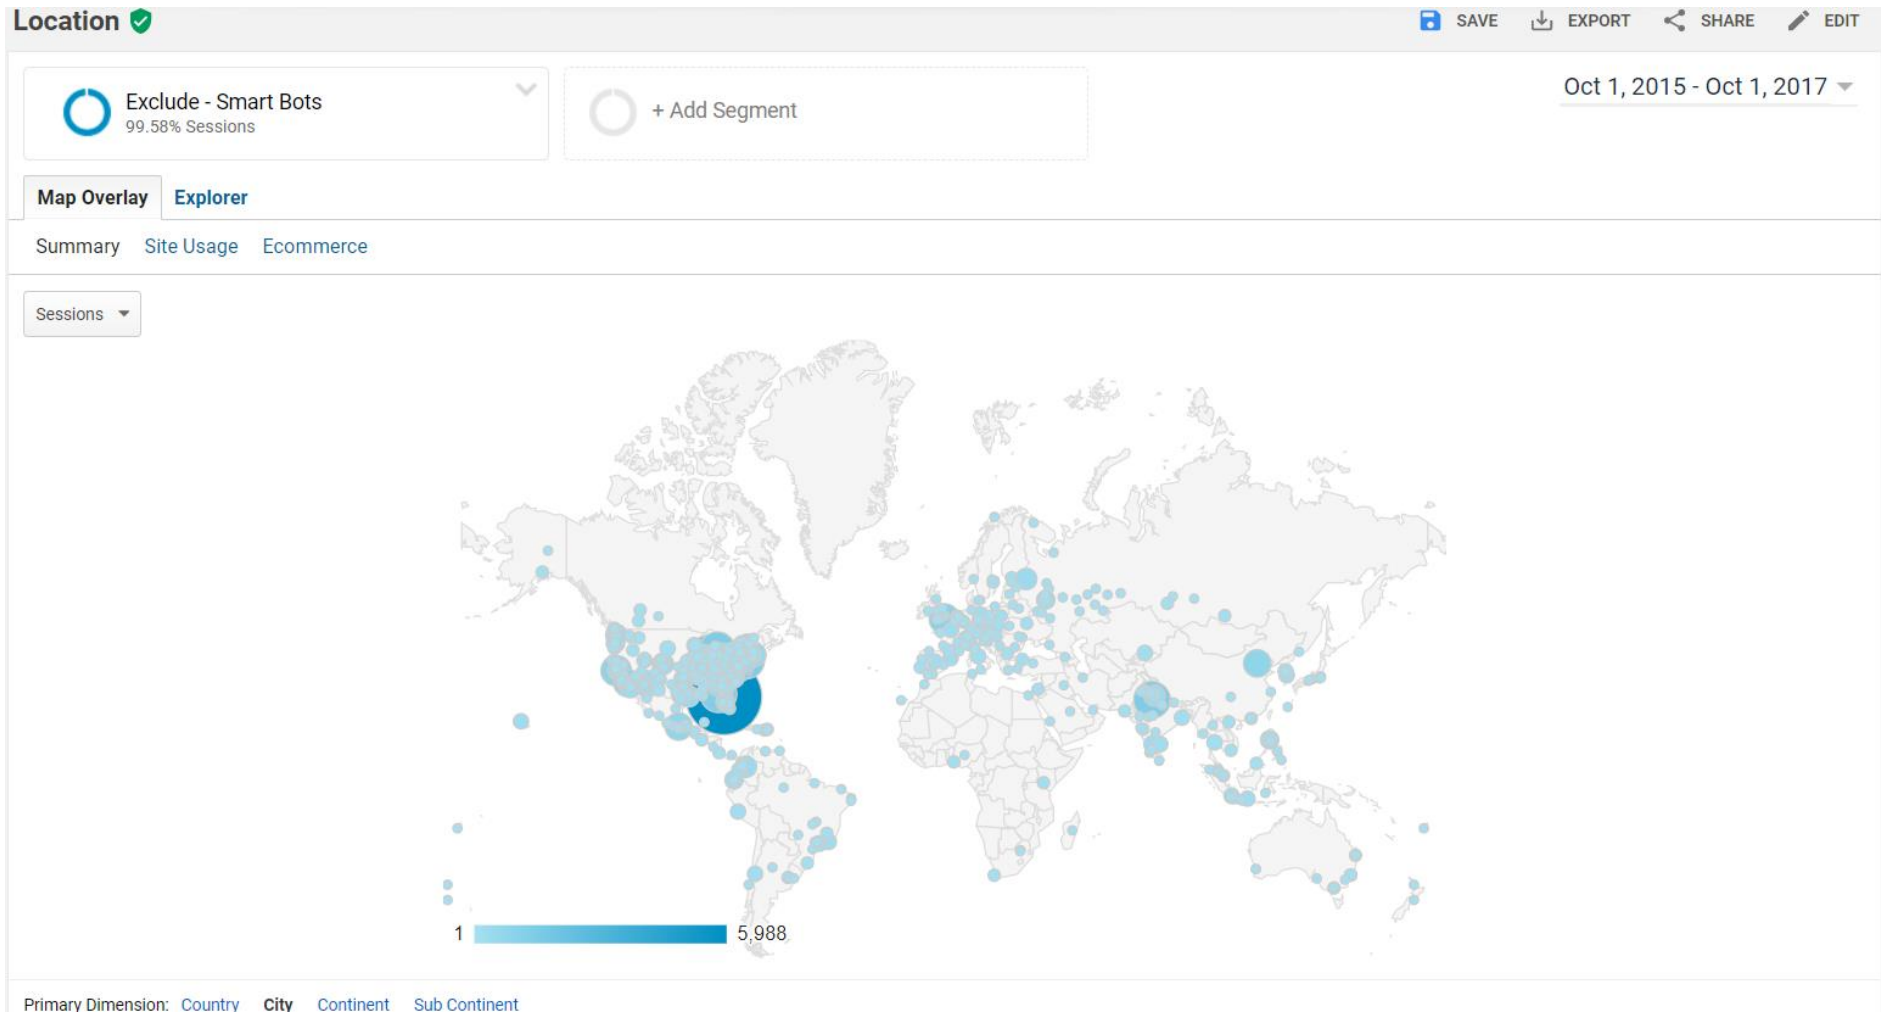 Location
SAVE EXPORT SHARE EDIT
Exclude - Smart Bots
99.58% Sessions
+ Add Segment
Oct 1, 2015 - Oct 1, 2017
Map Overlay Explorer
Summary Site Usage Ecommerce
Sessions
1 5,988
Primary Dimension: Country City Continent Sub Continent